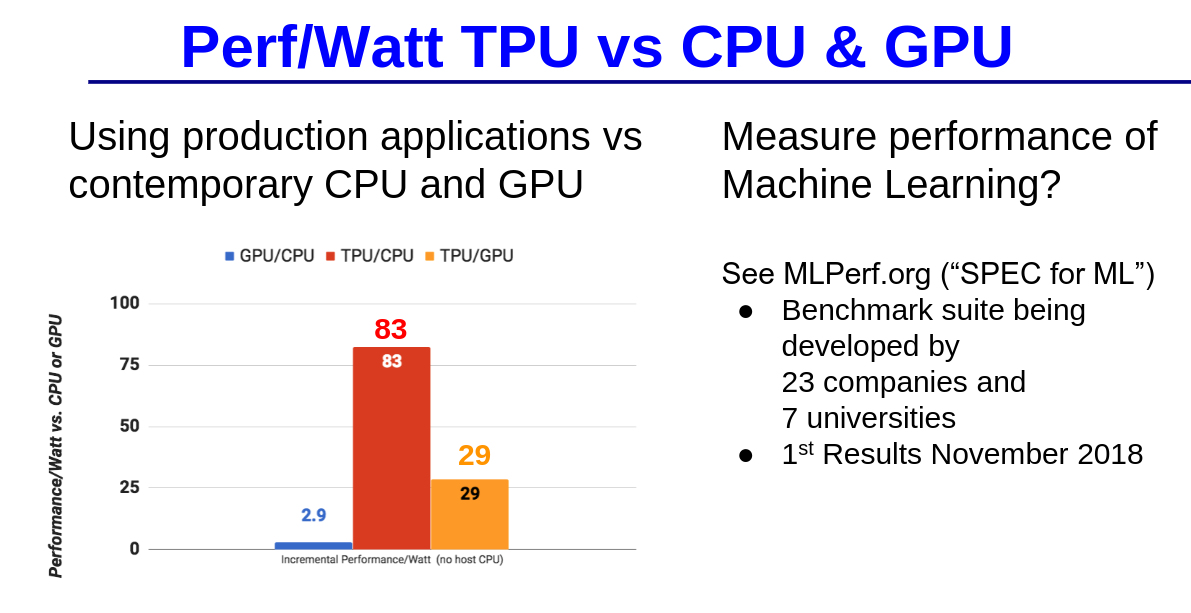 Perf/Watt TPU vs CPU & GPU
Using production applications vs
contemporary CPU and GPU
GPU/CPU TPU/CPU TPU/GPU
Performance/Watt vs. CPU or GPU
100
75
50
25
0
83
83
29
29
2.9
Incremental Performance/Watt (no host CPU)
Measure performance of
Machine Learning?
See MLPerf.org (“SPEC for ML”)
● Benchmark suite being
developed by
23 companies and
7 universities
● 1st Results November 2018